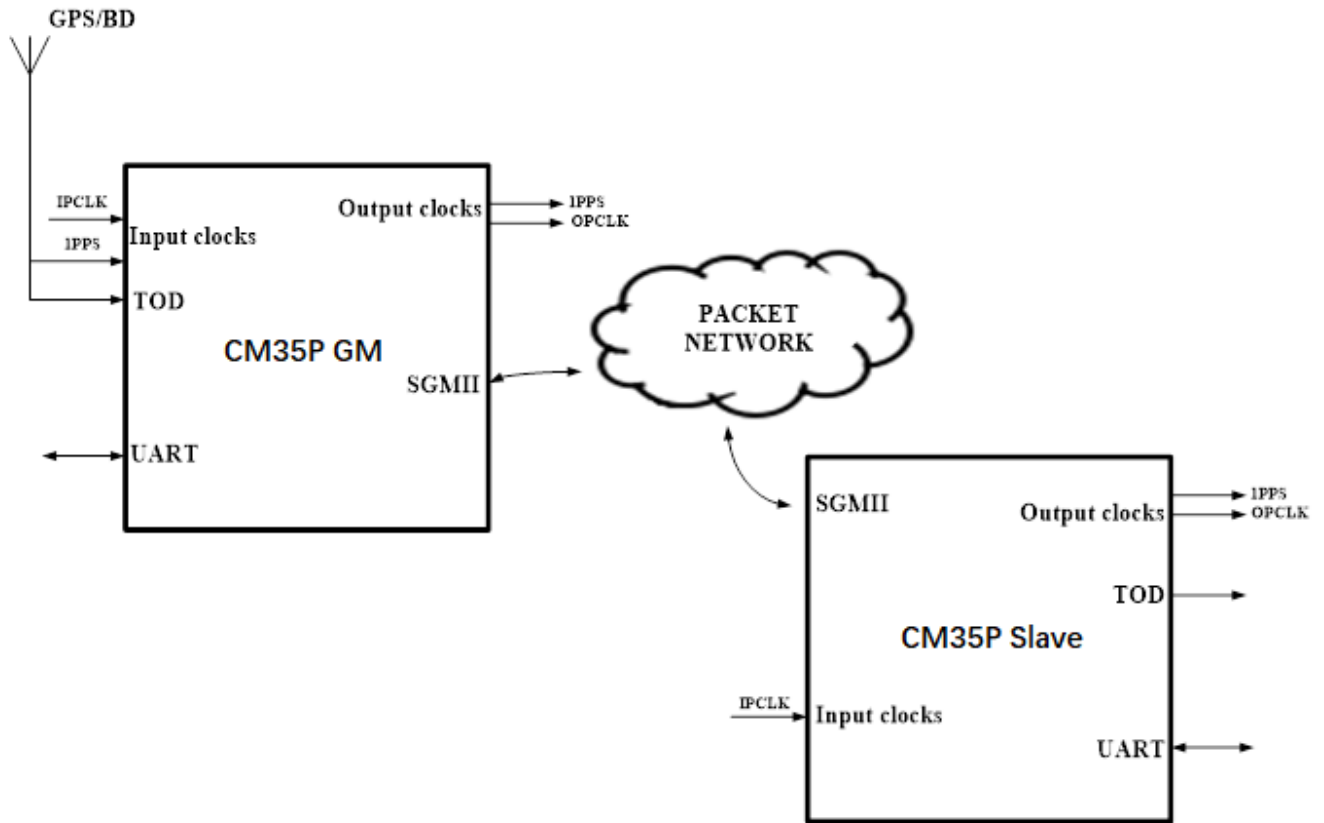 GPS/BD
IPCLK
Input clocks
1PPS
TOD
CM35P GM
UART
Output clocks
1PPS
OPCLK
SGMII
PACKET
NETWORK
SGMII
Output clocks
1PPS
OPCLK
TOD
CM35P Slave
IPCLK
Input clocks
UART